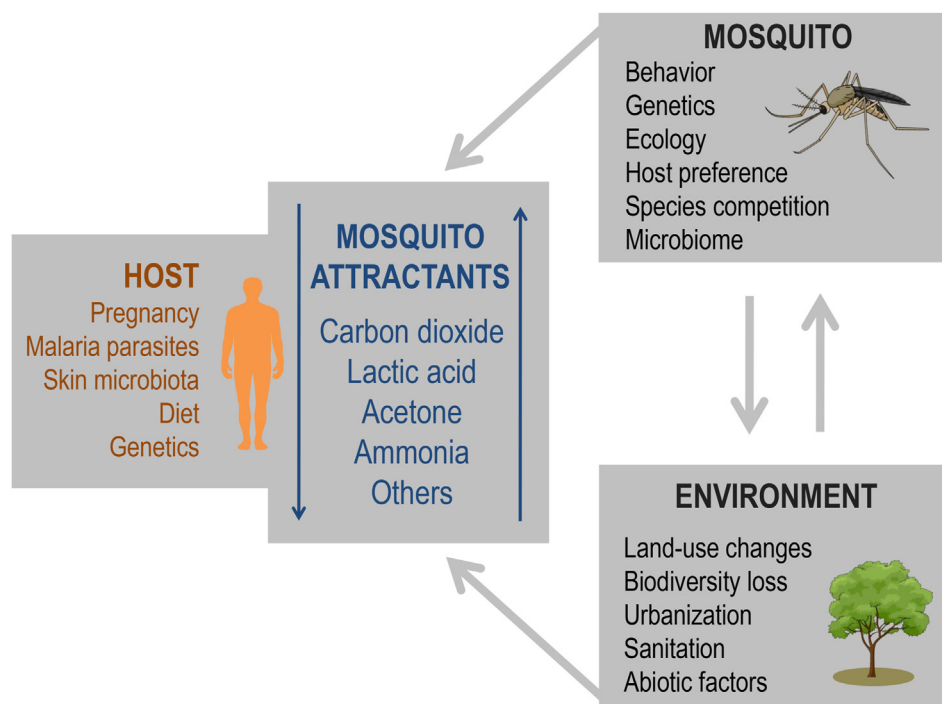 HOST
Pregnancy
Malaria parasites
Skin microbiota
Diet
Genetics
MOSQUITO
ATTRACTANTS
Carbon dioxide
Lactic acid
Acetone
Ammonia
Others
MOSQUITO
Behavior
Genetics
Ecology
Host preference
Species competition
Microbiome
ENVIRONMENT
Land-use changes
Biodiversity loss
Urbanization
Sanitation
Abiotic factors